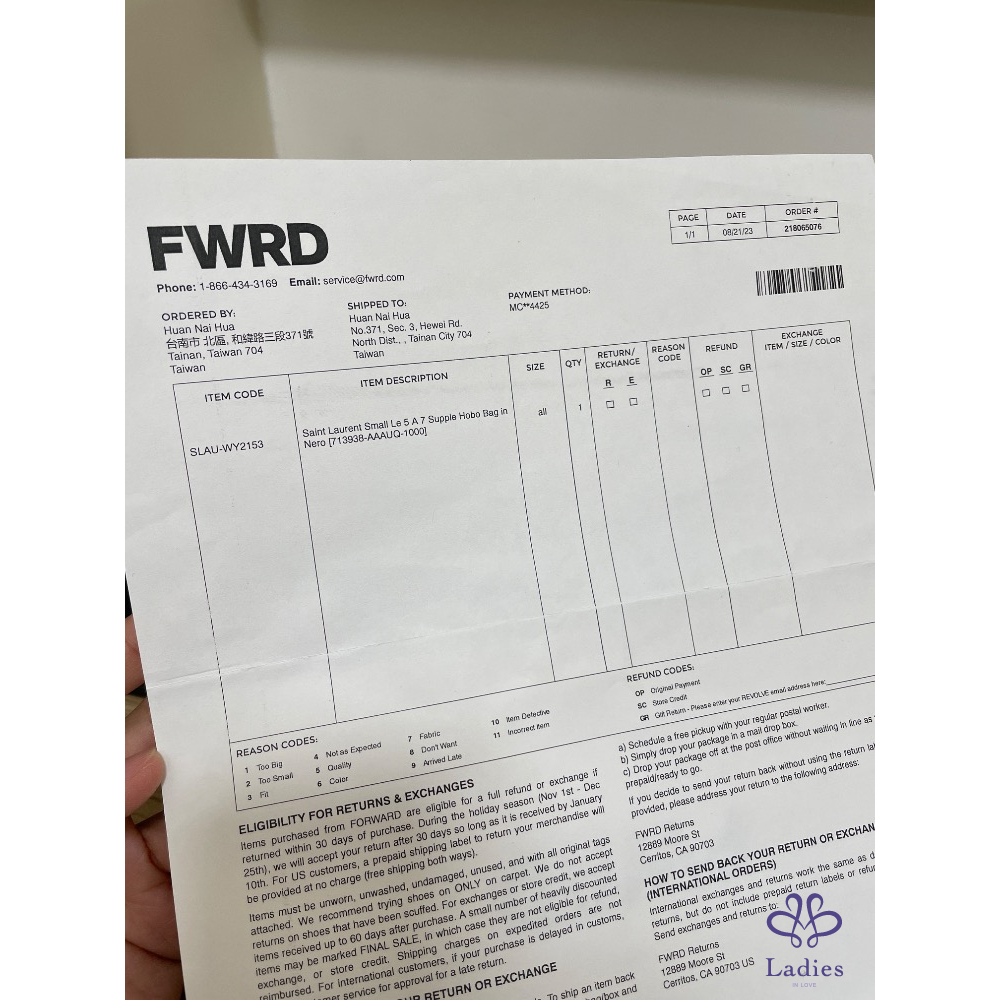 FWRD
Phone: 1-866-434-3169 Email: service@fwrd.com
PAGE DATE ORDER #
1/1 08/21/23 218065076
ORDERED BY:
Huan Nai Hua
台南市 北區, 和緯路三段371號
Tainan, Taiwan 704
Taiwan
SHIPPED TO:
Huan Nai Hua
No.371, Sec. 3, Hewei Rd.
North Dist., , Tainan City 704
Taiwan
PAYMENT METHOD:
MC**4425
ITEM CODE ITEM DESCRIPTION SIZE QTY RETURN/ EXCHANGE REASON CODE REFUND EXCHANGE ITEM / SIZE / COLOR
R E OP SC GR
SLAU-WY2153 Saint Laurent Small Le 5 A 7 Supple Hobo Bag in all 1
Nero [713938-AAAUQ-1000]
REASON CODES:
1 Too Big
2 Too Small
3 Fit
4 Not as Expected
5 Quality
6 Color
7 Fabric
8 Don't Want
9 Arrived Late
10 Item Defective
11 Incorrect Item
REFUND CODES:
OP Original Payment
SC Store Credit
GR Gift Return - Please enter your REVOLVE email address here:
ELIGIBILITY FOR RETURNS & EXCHANGES
Items purchased from FORWARD are eligible for a full refund or exchange if
returned within 30 days of purchase. During the holiday season (Nov 1st - Dec
25th), we will accept your return after 30 days so long as it is received by January
10th. For US customers, a prepaid shipping label to return your merchandise will
be provided at no charge (free shipping both ways).
Items must be unworn, unwashed, undamaged, unused, and with all original tags
attached. We recommend trying shoes on ONLY on carpet. We do not accept
returns on shoes that have been scuffed. For exchanges or store credit, we accept
items received up to 60 days after purchase. A small number of heavily discounted
items may be marked FINAL SALE, in which case they are not eligible for refund,
exchange, or store credit. Shipping charges on expedited orders are not
reimbursed. For International customers, if your purchase is delayed in customs,
service for approval for a late return.
RETURN OR EXCHANGE
To ship an item back
and
a) Schedule a free pickup with your regular postal worker.
b) Simply drop your package in a mail drop box.
c) Drop your package off at the post office without waiting in line as
prepaid/ready to go.
If you decide to send your return back without using the return
provided, please address your return to the following address:
FWRD Returns
12889 Moore St
Cerritos, CA 90703
HOW TO SEND BACK YOUR RETURN OR
(INTERNATIONAL ORDERS)
International exchanges and returns work the same as
returns, but do not include prepaid return labels or
Send exchanges and returns to:
FWRD Returns
12889 Moore St
Cerritos, CA 90703 US
Ladies
IN LOVE